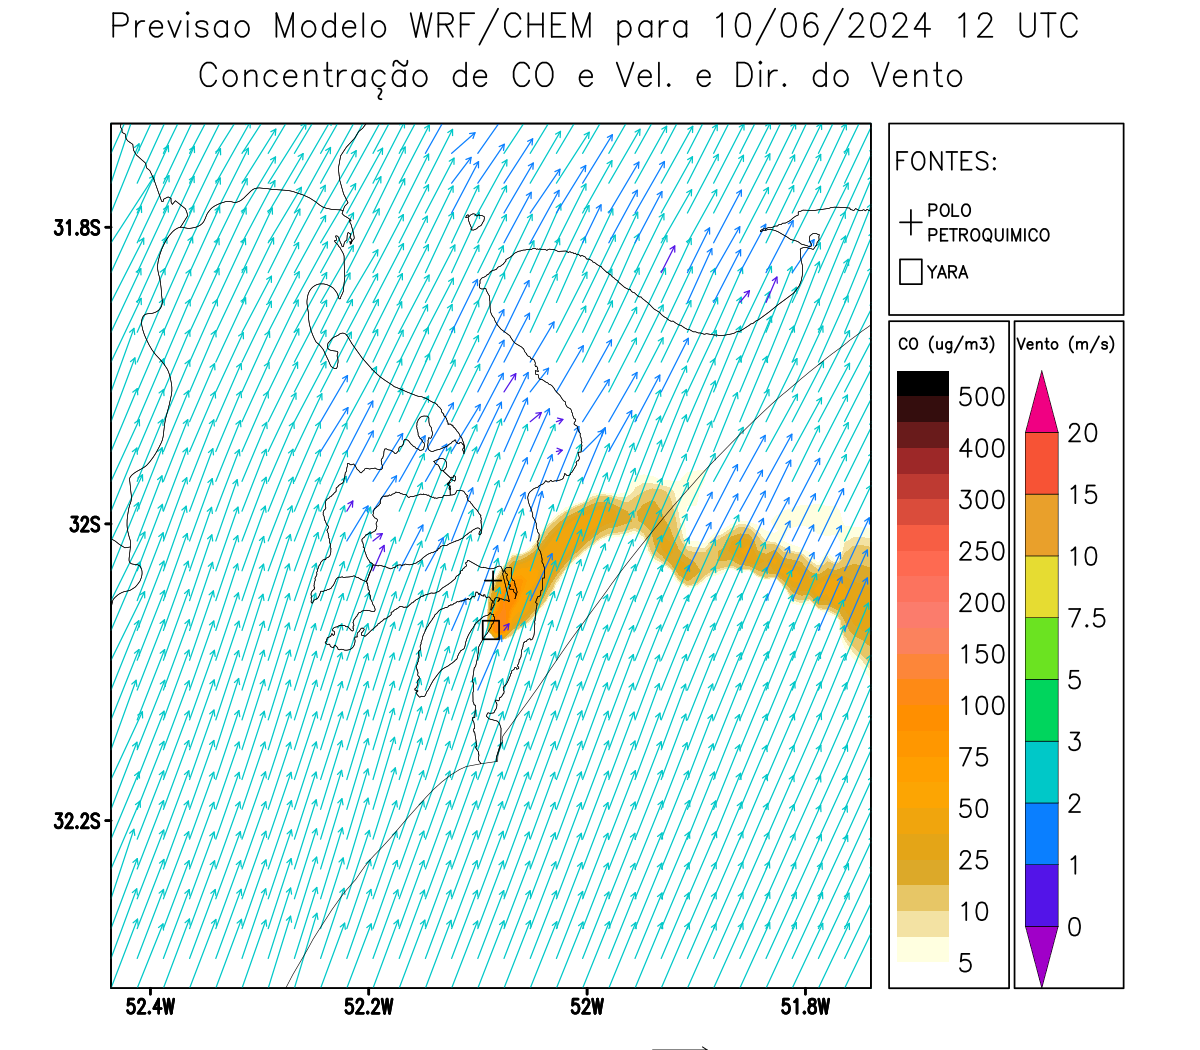 Previsao Modelo WRF/CHEM para 10/06/2024 12 UTC
Concentração de CO e Vel. e Dir. do Vento
FONTES:
POLO
PETROQUIMICO
YARA
CO (ug/m3)
500
400
300
250
200
150
100
75
50
25
10
5
Vento (m/s)
20
15
10
7.5
5
3
2
1
0
31.8S
32S
32.2S
52.4W
52.2W
52W
51.8W